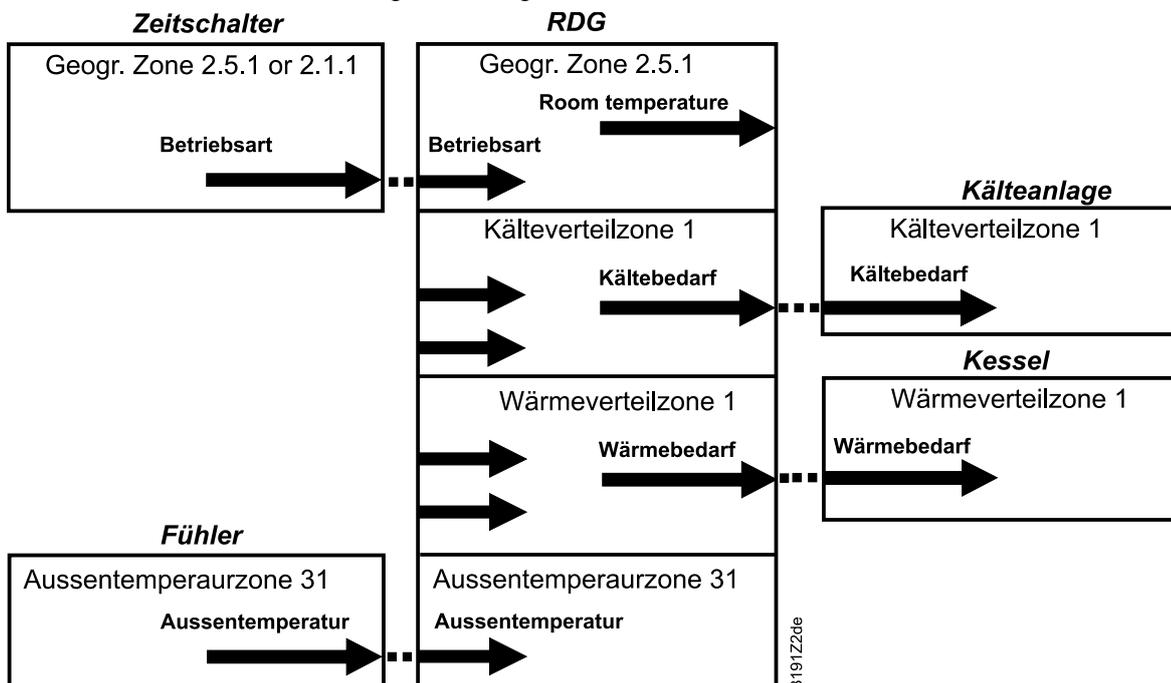 Zeitschalter
RDG
Geogr. Zone 2.5.1 or 2.1.1
Geogr. Zone 2.5.1
Room temperature
Betriebsart
Betriebsart
Kälteanlage
Kälteverteilzone 1
Kälteverteilzone 1
Kältebedarf
Kältebedarf
Kessel
Wärmeverteilzone 1
Wärmeverteilzone 1
Wärmebedarf
Wärmebedarf
Fühler
Aussentemperaurzone 31
Aussentemperaurzone 31
Aussentemperatur
Aussentemperatur